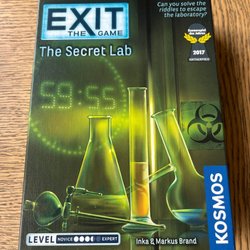 EXIT
THE GAME
The Secret Lab
Can you solve the
riddles to escape
the laboratory?
2017
59:55
LEVEL
NOVICE
EXPERT
Inka & Markus Brand
KOSMOS